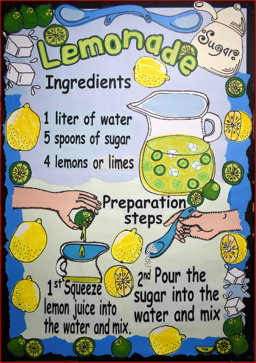 Lemonade
Sugar
Ingredients
1 liter of water
5 spoons of sugar
4 lemons or limes
Preparation
steps
1st Squeeze
lemon juice into
the water and mix.
2nd Pour the
sugar into the
water and mix